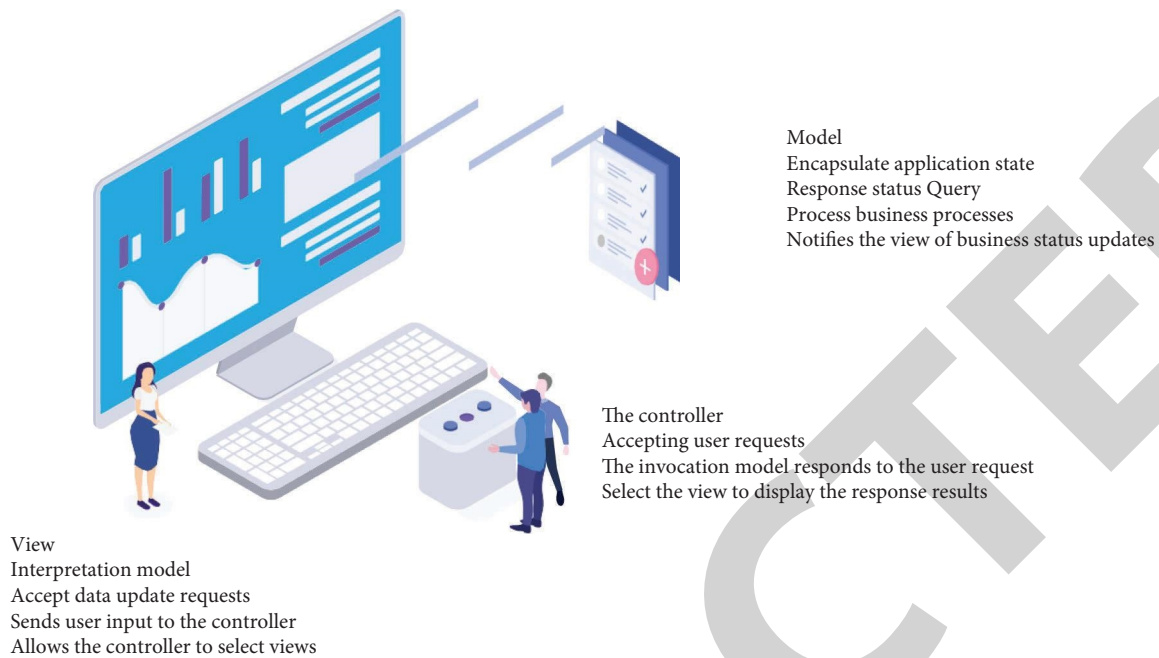 Model
Encapsulate application state
Response status Query
Process business processes
Notifies the view of business status updates
The controller
Accepting user requests
The invocation model responds to the user request
Select the view to display the response results
View
Interpretation model
Accept data update requests
Sends user input to the controller
Allows the controller to select views
CTE